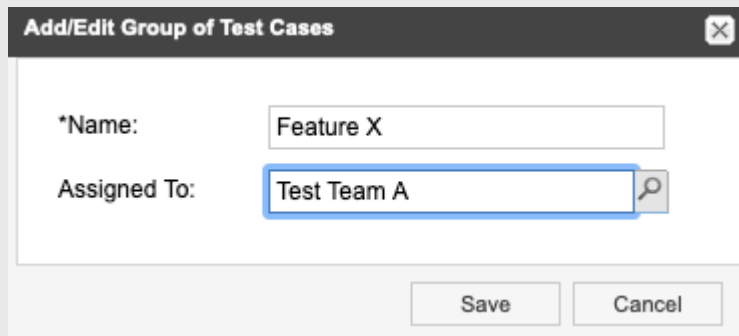 Add/Edit Group of Test Cases
*Name:
Feature X
Assigned To:
Test Team A
Save
Cancel